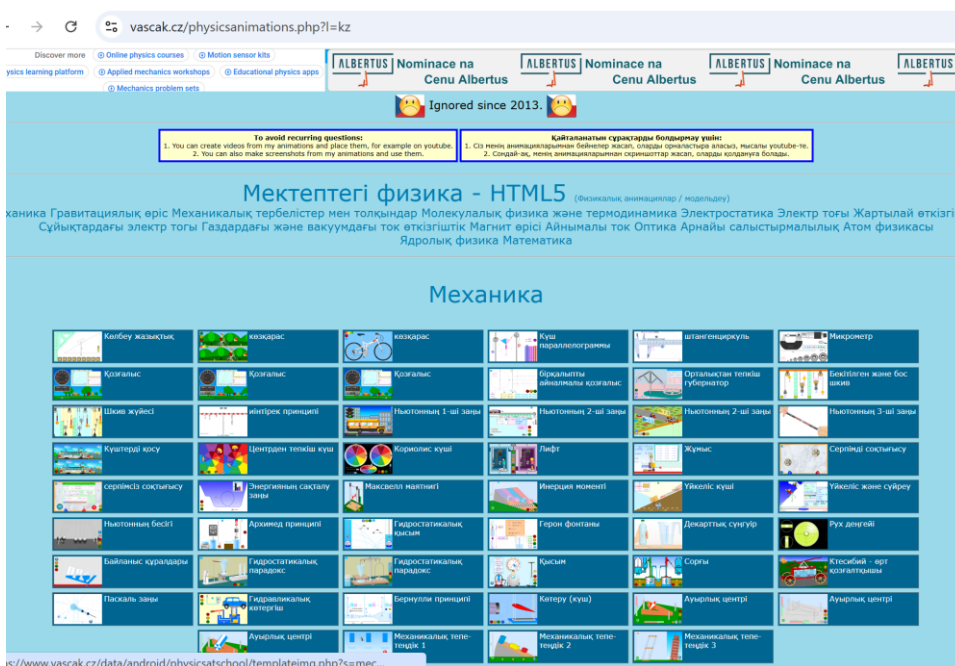 vascak.cz/physicsanimations.php?l=kz
Discover more Online physics courses Motion sensor kits
ysics learning platform Applied mechanics workshops Educational physics apps
Mechanics problem sets
ALBERTUS Nominace na Cenu Albertus ALBERTUS Nominace na Cenu Albertus ALBERTUS Nominace na Cenu Albertus ALBERTUS
Ignored since 2013.
To avoid recurring questions:
1. You can create videos from my animations and place them, for example on youtube.
2. You can also make screenshots from my animations and use them.
Қайталанатын сұрақтарды болдырмау үшін:
1. Сіз менің анимацияларымнан бейнелер жасап, оларды орналастыра аласыз, мысалы youtube-те.
2. Сондай-ақ, менің анимацияларымнан скриншоттар жасап, оларды қолдануға болады.
Мектептегі физика - HTML5 (Физикалық анимациялар / модельдеу)
ханика Гравитациялық өріс Механикалық тербелістер мен толқындар Молекулалық физика және термодинамика Электростатика Электр тоғы Жартылай өткізгі
Сұйықтардағы электр тогы Газдардағы және вакуумдағы ток өткізгіштік Магнит өрісі Айнымалы ток Оптика Арнайы салыстырмалылық Атом физикасы
Ядролық физика Математика
Механика
Көлбеу жазықтық
көзқарас
көзқарас
Күш параллелограммы
штангенциркуль
Микрометр
Қозғалыс
Қозғалыс
Қозғалыс
бірқалыпты айналмалы қозғалыс
Орталықтан тепкіш губернатор
Бекітілген және бос шкив
Шкив жүйесі
иінтірек принципі
Ньютонның 1-ші заңы
Ньютонның 2-ші заңы
Ньютонның 2-ші заңы
Ньютонның 3-ші заңы
Күштерді қосу
Центрден тепкіш күш
Кориолис күші
Лифт
Жұмыс
Серпімді соқтығысу
серпімсіз соқтығысу
Энергияның сақталу заңы
Максвелл маятнигі
Инерция моменті
Үйкеліс күші
Үйкеліс және сүйреу
Ньютонның бесігі
Архимед принципі
Гидростатикалық қысым
Герон фонтаны
Декарттық сүңгуір
Рух деңгейі
Байланыс құралдары
Гидростатикалық парадокс
Гидростатикалық парадокс
Қысым
Сорғы
Ктесибий - өрт қозғалтқышы
Паскаль заңы
Гидравликалық көтергіш
Бернулли принципі
Көтеру (күш)
Ауырлық центрі
Ауырлық центрі
Ауырлық центрі
Механикалық тепе-теңдік 1
Механикалық тепе-теңдік 2
Механикалық тепе-теңдік 3
ps://www.vascak.cz/data/android/physicsatschool/templateimg.php?s=mec...